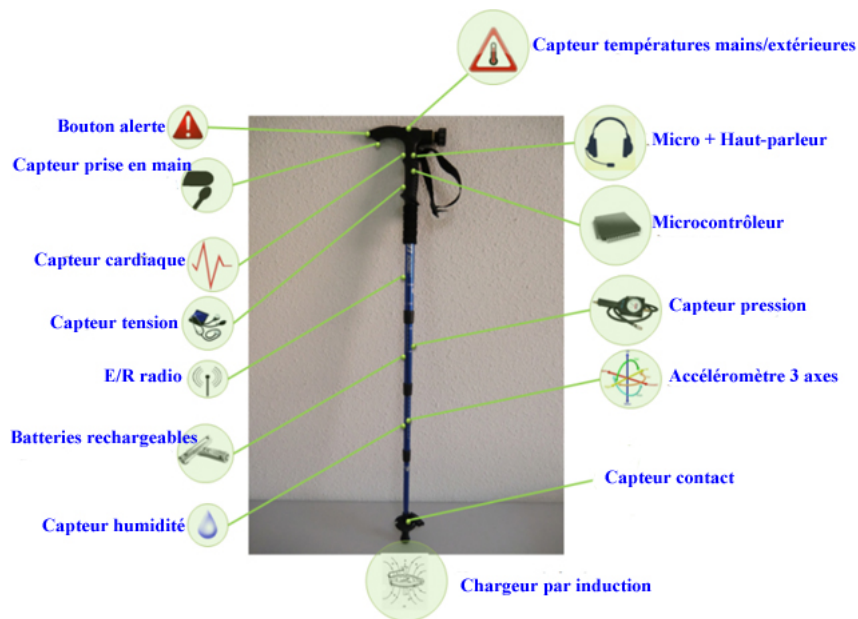 Capteur températures mains/extérieures
Bouton alerte
Micro + Haut-parleur
Capteur prise en main
Microcontrôleur
Capteur cardiaque
Capteur pression
Capteur tension
E/R radio
Accéléromètre 3 axes
Batteries rechargeables
Capteur contact
Capteur humidité
Chargeur par induction